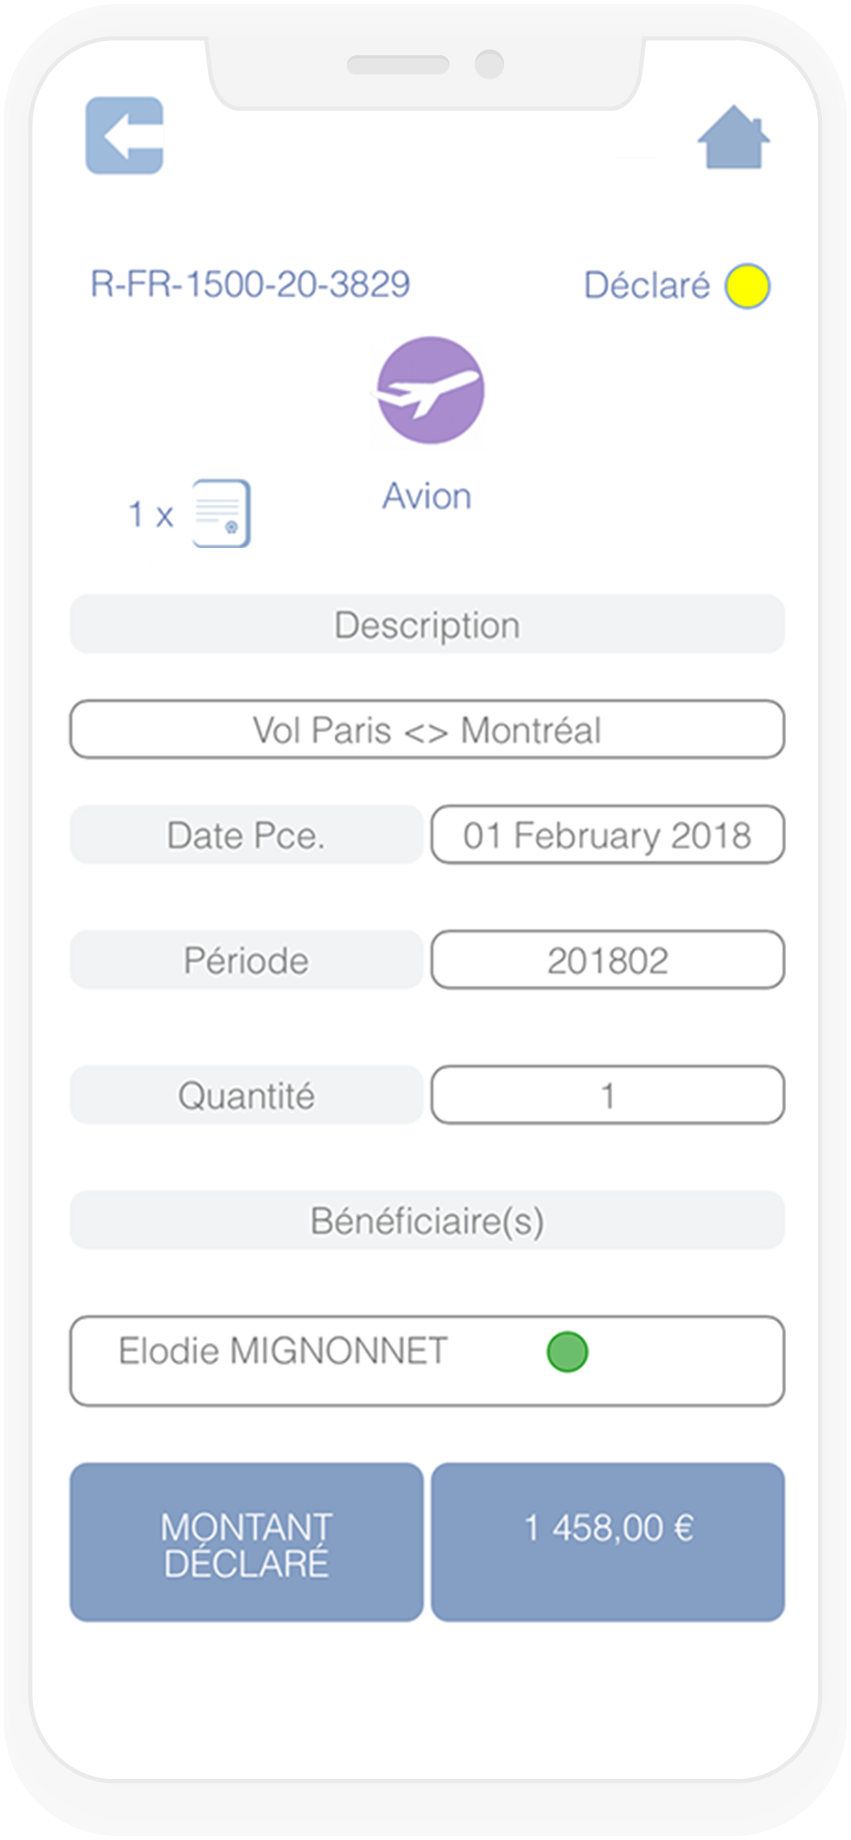 R-FR-1500-20-3829
Déclaré
Avion
1 x
Description
Vol Paris <> Montréal
Date Pce.
01 February 2018
Période
201802
Quantité
1
Bénéficiaire(s)
Elodie MIGNONNET
MONTANT
DÉCLARÉ
1 458,00 €